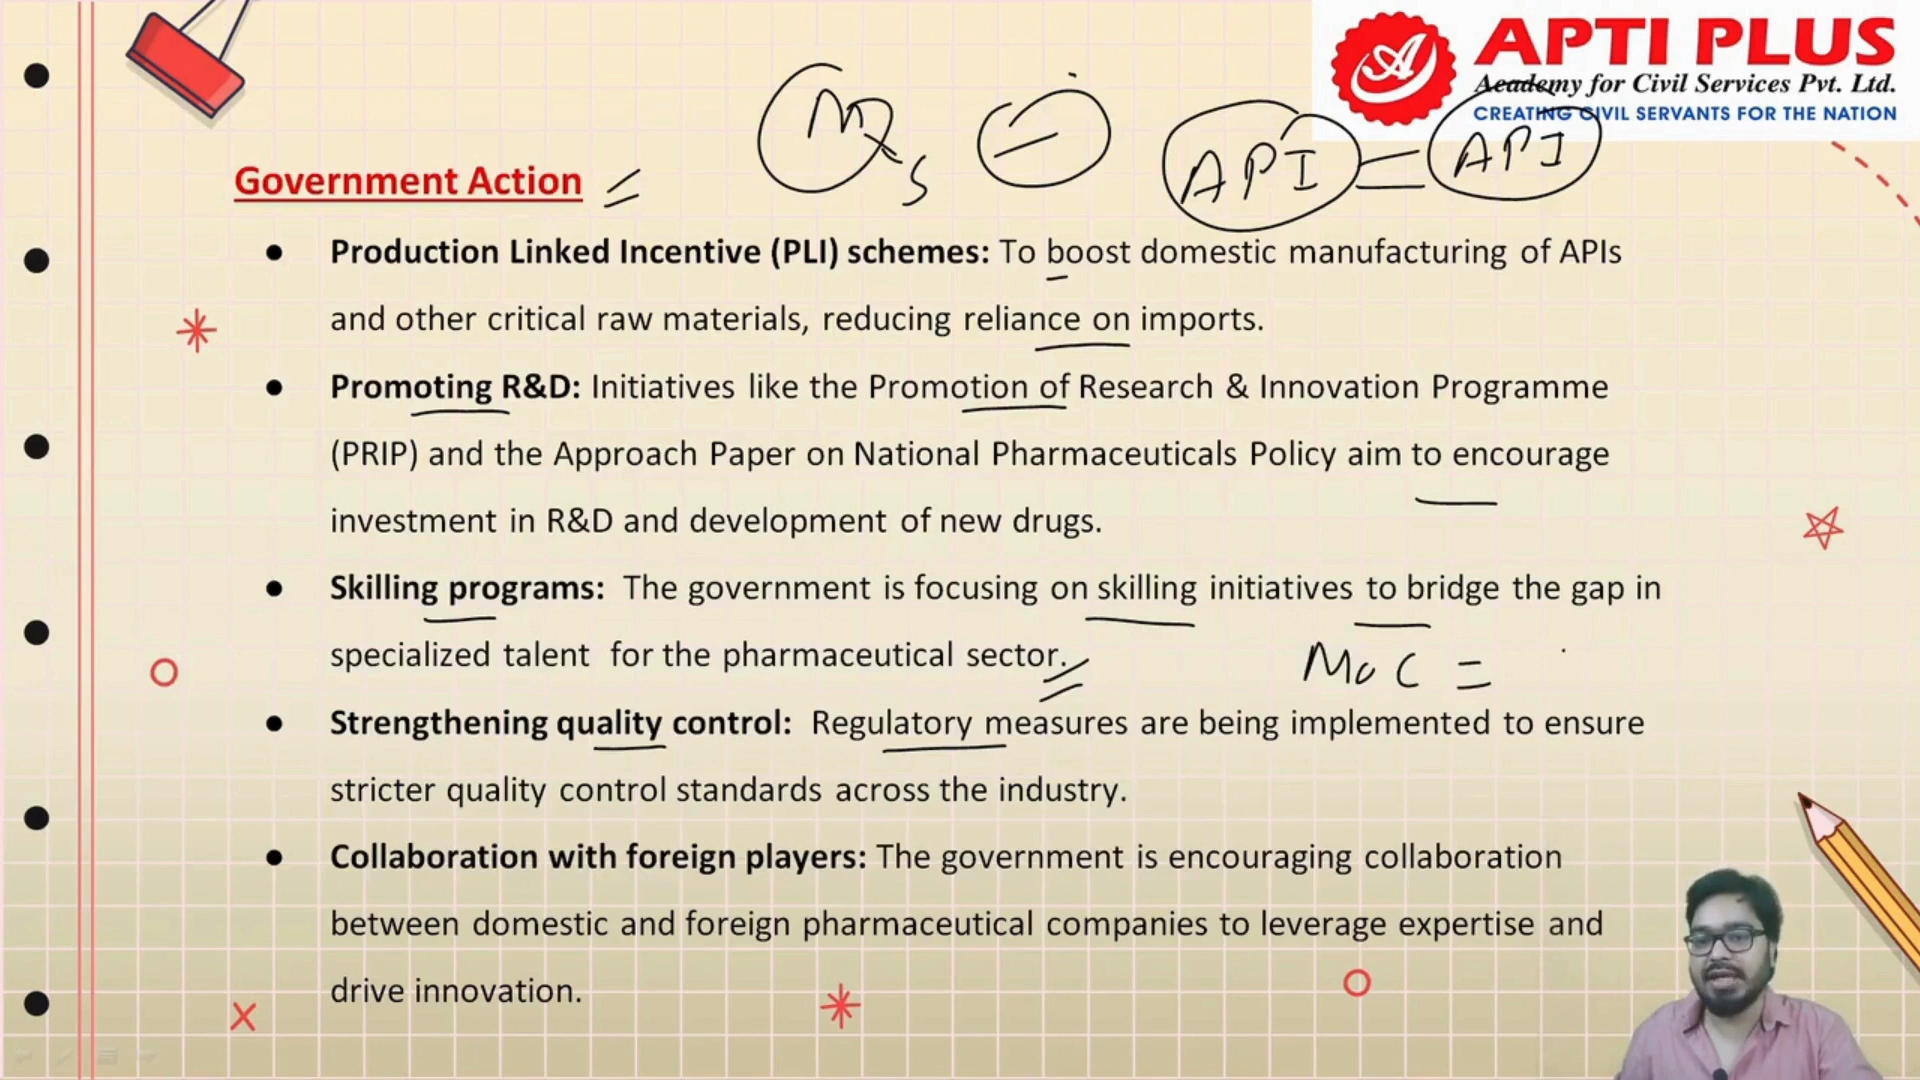 APTI PLUS
Academy for Civil Services Pvt. Ltd.
CREATING CIVIL SERVANTS FOR THE NATION
API = API
Government Action
● Production Linked Incentive (PLI) schemes: To boost domestic manufacturing of APIs
and other critical raw materials, reducing reliance on imports.
● Promoting R&D: Initiatives like the Promotion of Research & Innovation Programme
(PRIP) and the Approach Paper on National Pharmaceuticals Policy aim to encourage
investment in R&D and development of new drugs.
● Skilling programs: The government is focusing on skilling initiatives to bridge the gap in
specialized talent for the pharmaceutical sector.
MoC =
● Strengthening quality control: Regulatory measures are being implemented to ensure
stricter quality control standards across the industry.
● Collaboration with foreign players: The government is encouraging collaboration
between domestic and foreign pharmaceutical companies to leverage expertise and
drive innovation.